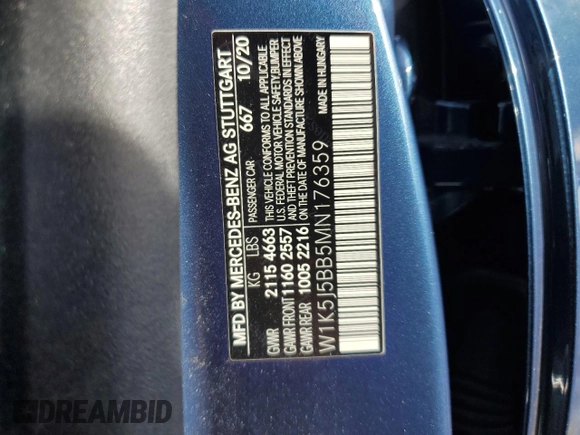 MFD BY MERCEDES-BENZ AG STUTTGART
KG LBS PASSENGER CAR 667 10/20
GVWR 2115 4663 THIS VEHICLE CONFORMS TO ALL APPLICABLE
GAWR FRONT 1160 2557 U.S. FEDERAL MOTOR VEHICLE SAFETY, BUMPER
AND THEFT PREVENTION STANDARDS IN EFFECT
GAWR REAR 1005 2216 ON THE DATE OF MANUFACTURE SHOWN ABOVE
W1K5J5BB5MN176359 MADE IN HUNGARY
DREAMBID